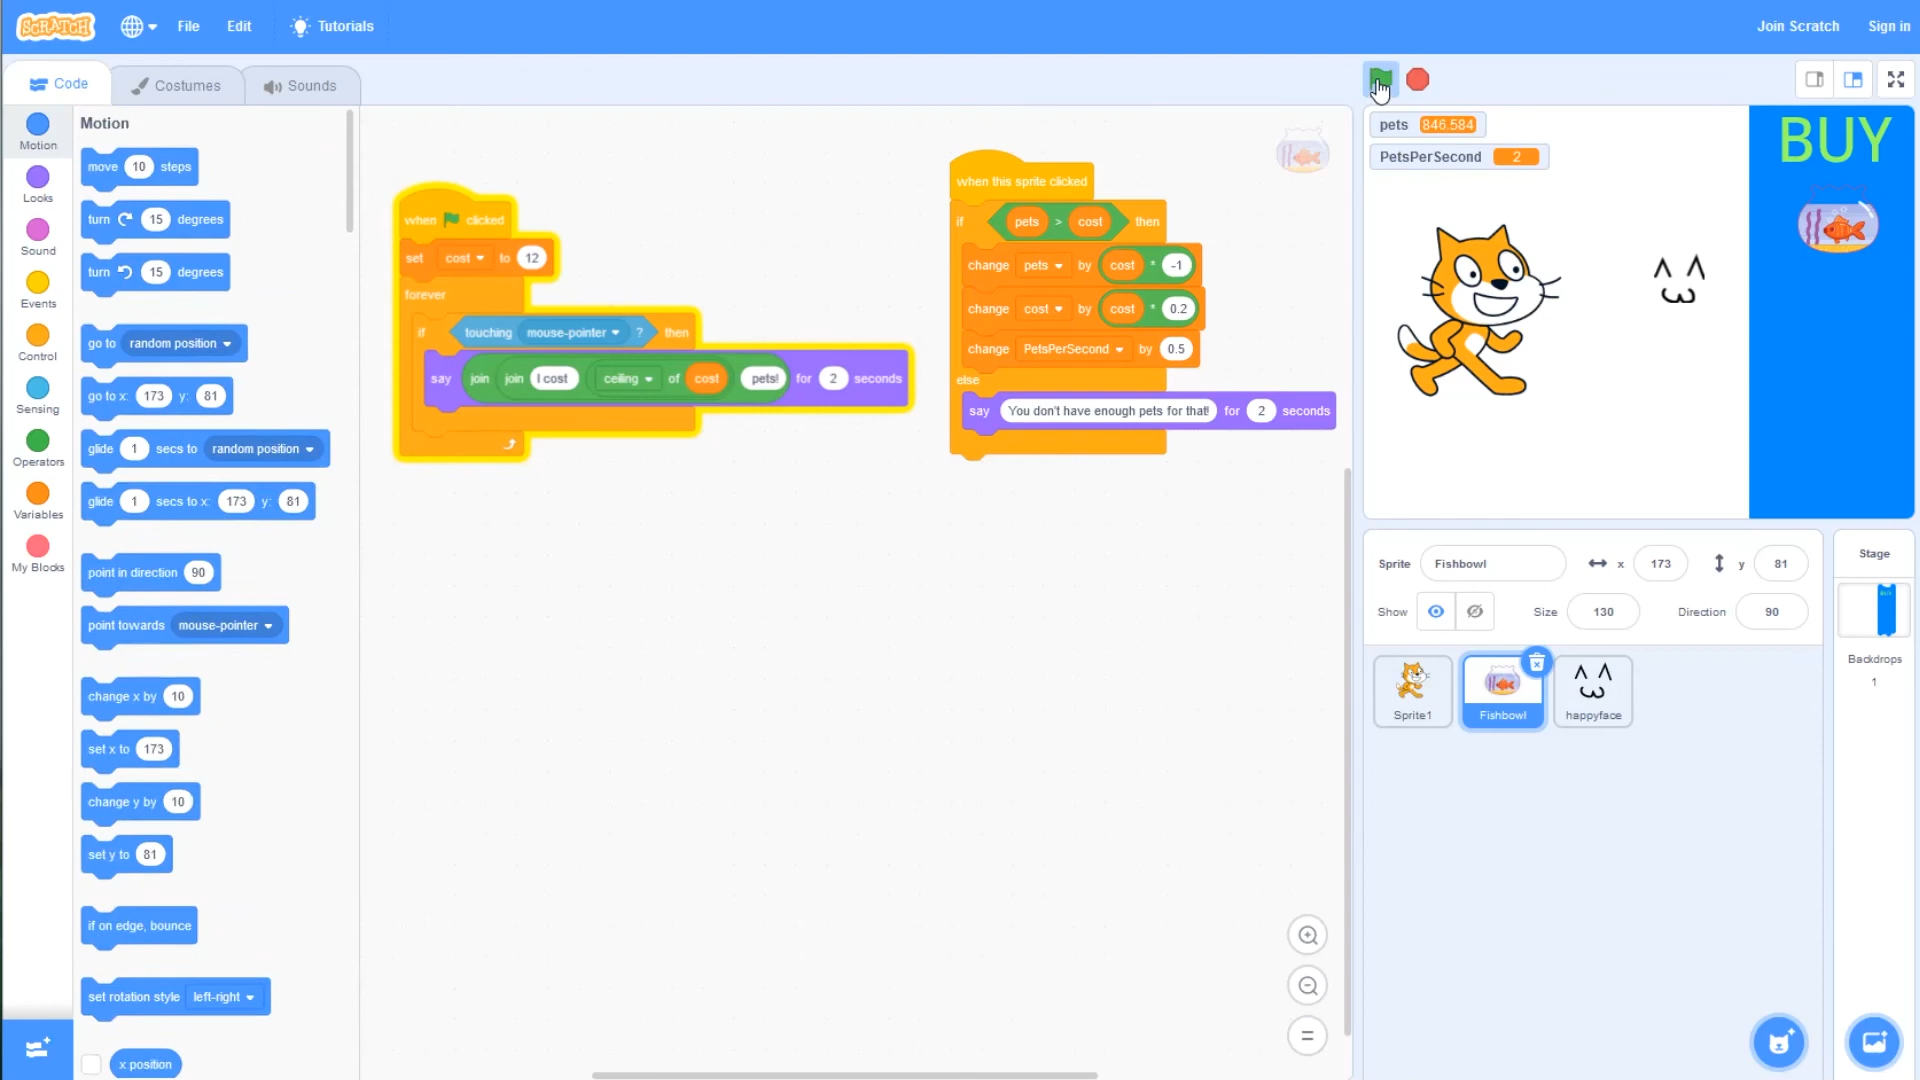 SCRATCH File Edit Tutorials Join Scratch Sign in
Code Costumes Sounds
Motion
Looks
Sound
Events
Control
Sensing
Operators
Variables
My Blocks
Motion
move 10 steps
turn 15 degrees
turn 15 degrees
go to random position
go to x: 173 y: 81
glide 1 secs to random position
glide 1 secs to x: 173 y: 81
point in direction 90
point towards mouse-pointer
change x by 10
set x to 173
change y by 10
set y to 81
if on edge, bounce
set rotation style left-right
x position
when clicked
set cost to 12
forever
if touching mouse-pointer ? then
say join join I cost ceiling of cost pets! for 2 seconds
when this sprite clicked
if pets > cost then
change pets by cost * -1
change cost by cost * 0.2
change PetsPerSecond by 0.5
else
say You don't have enough pets for that! for 2 seconds
pets 846.584
PetsPerSecond 2
BUY
Sprite Fishbowl x 173 y 81
Show Size 130 Direction 90
Sprite1
Fishbowl
happyface
Stage
BUY
Backdrops
1